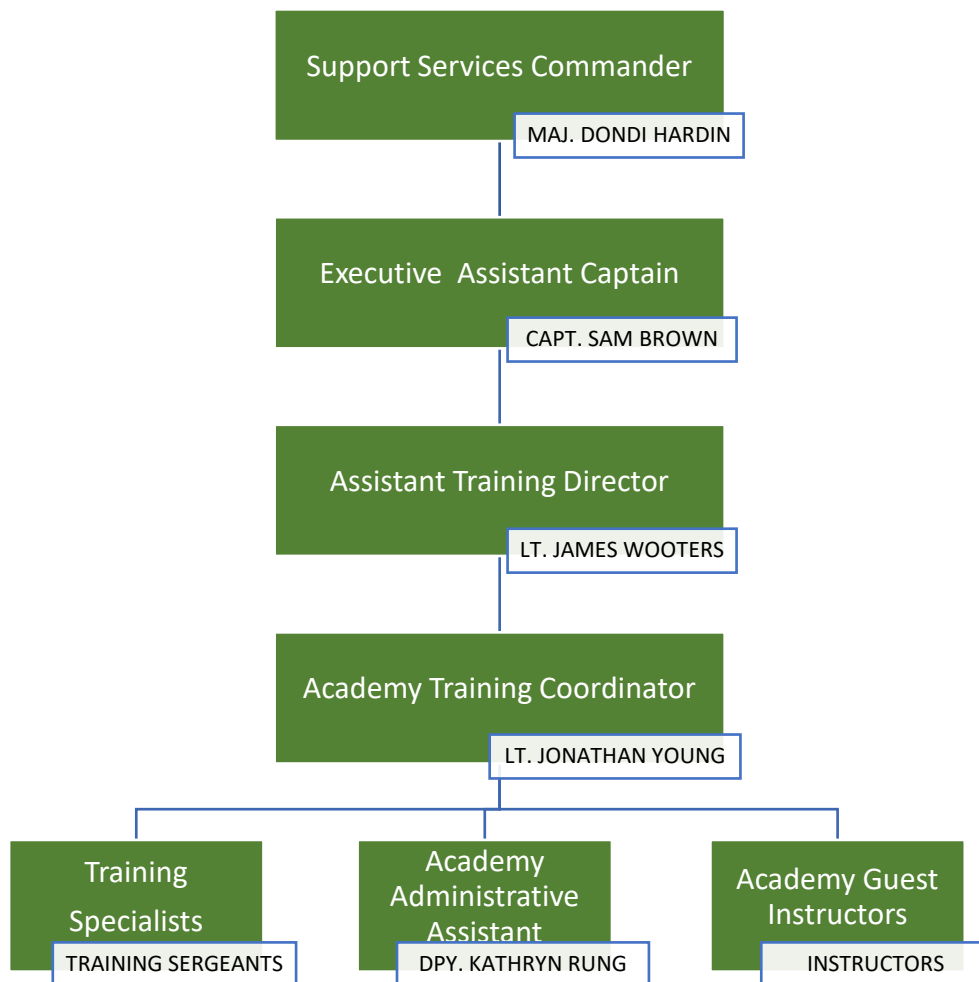 Support Services Commander
MAJ. DONDI HARDIN
Executive  Assistant Captain
CAPT. SAM BROWN
Assistant Training Director
LT. JAMES WOOTERS
Academy Training Coordinator
LT. JONATHAN YOUNG
Training
Specialists
TRAINING SERGEANTS
Academy
Administrative
Assistant
DPY. KATHRYN RUNG
Academy Guest
Instructors
INSTRUCTORS